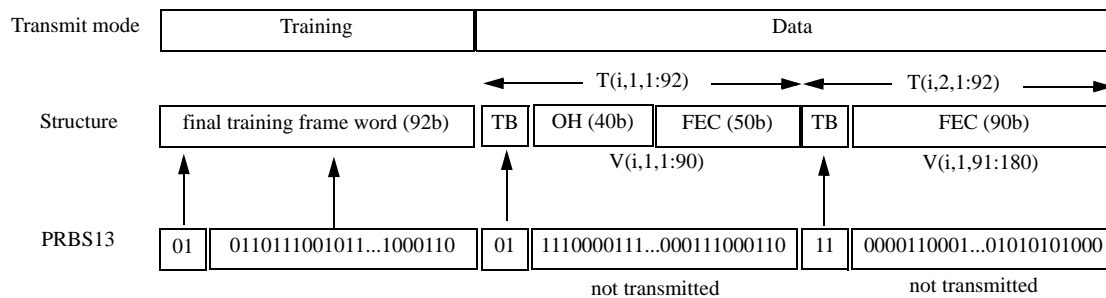 Transmit mode Training Data
T(i,1,1:92) T(i,2,1:92)
Structure final training frame word (92b) TB OH (40b) FEC (50b) TB FEC (90b)
V(i,1,1:90) V(i,1,91:180)
PRBS13 01 0110111001011...1000110 01 1110000111...000111000110 11 0000110001...01010101000
not transmitted not transmitted